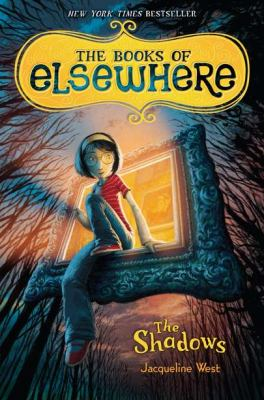 NEW YORK TIMES BESTSELLER
THE BOOKS OF
ELSEWHERE
The
Shadows
Jacqueline West